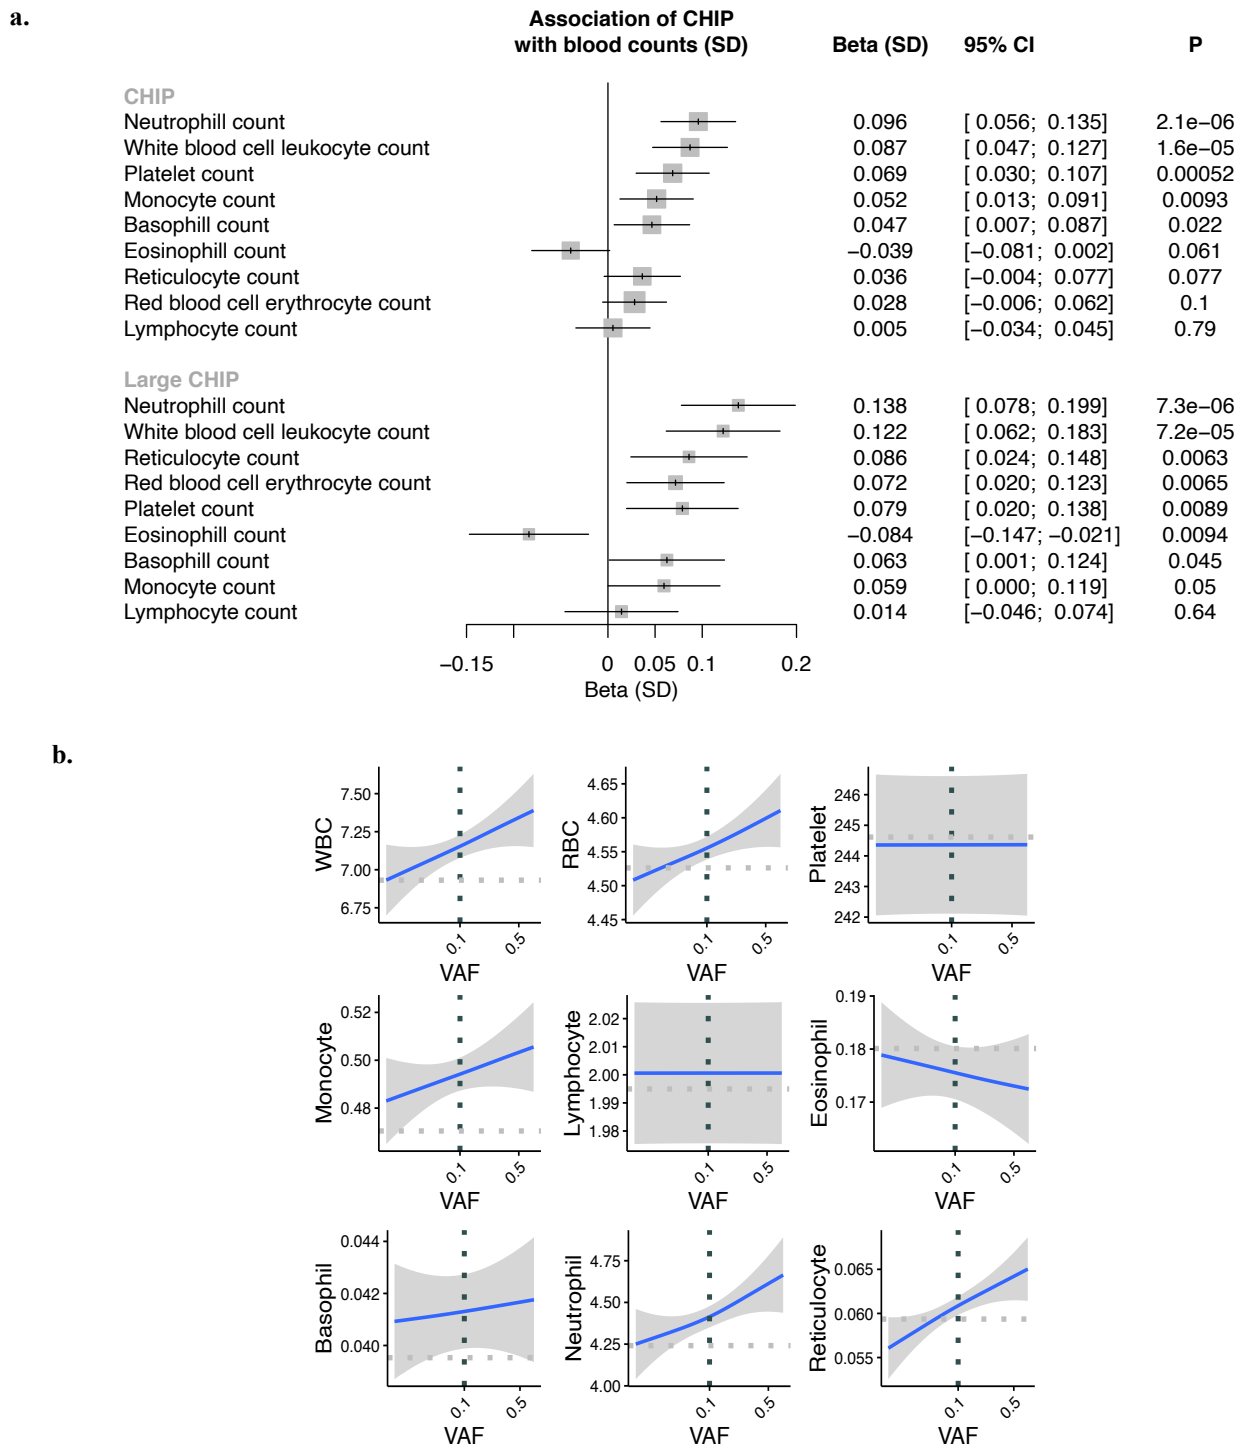 a.
Association of CHIP
with blood counts (SD) Beta (SD) 95% CI P
CHIP
Neutrophill count 0.096 [ 0.056; 0.135] 2.1e−06
White blood cell leukocyte count 0.087 [ 0.047; 0.127] 1.6e−05
Platelet count 0.069 [ 0.030; 0.107] 0.00052
Monocyte count 0.052 [ 0.013; 0.091] 0.0093
Basophill count 0.047 [ 0.007; 0.087] 0.022
Eosinophill count −0.039 [−0.081; 0.002] 0.061
Reticulocyte count 0.036 [−0.004; 0.077] 0.077
Red blood cell erythrocyte count 0.028 [−0.006; 0.062] 0.1
Lymphocyte count 0.005 [−0.034; 0.045] 0.79
Large CHIP
Neutrophill count 0.138 [ 0.078; 0.199] 7.3e−06
White blood cell leukocyte count 0.122 [ 0.062; 0.183] 7.2e−05
Reticulocyte count 0.086 [ 0.024; 0.148] 0.0063
Red blood cell erythrocyte count 0.072 [ 0.020; 0.123] 0.0065
Platelet count 0.079 [ 0.020; 0.138] 0.0089
Eosinophill count −0.084 [−0.147; −0.021] 0.0094
Basophill count 0.063 [ 0.001; 0.124] 0.045
Monocyte count 0.059 [ 0.000; 0.119] 0.05
Lymphocyte count 0.014 [−0.046; 0.074] 0.64
−0.15 0 0.05 0.1 0.2
Beta (SD)
b.
WBC
7.50
7.25
7.00
6.75
0.1 0.5
VAF
RBC
4.65
4.60
4.55
4.50
4.45
0.1 0.5
VAF
Platelet
246
245
244
243
242
0.1 0.5
VAF
Monocyte
0.52
0.50
0.48
0.1 0.5
VAF
Lymphocyte
2.02
2.01
2.00
1.99
1.98
0.1 0.5
VAF
Eosinophil
0.19
0.18
0.17
0.1 0.5
VAF
Basophil
0.044
0.042
0.040
0.1 0.5
VAF
Neutrophil
4.75
4.50
4.25
4.00
0.1 0.5
VAF
Reticulocyte
0.065
0.060
0.055
0.1 0.5
VAF